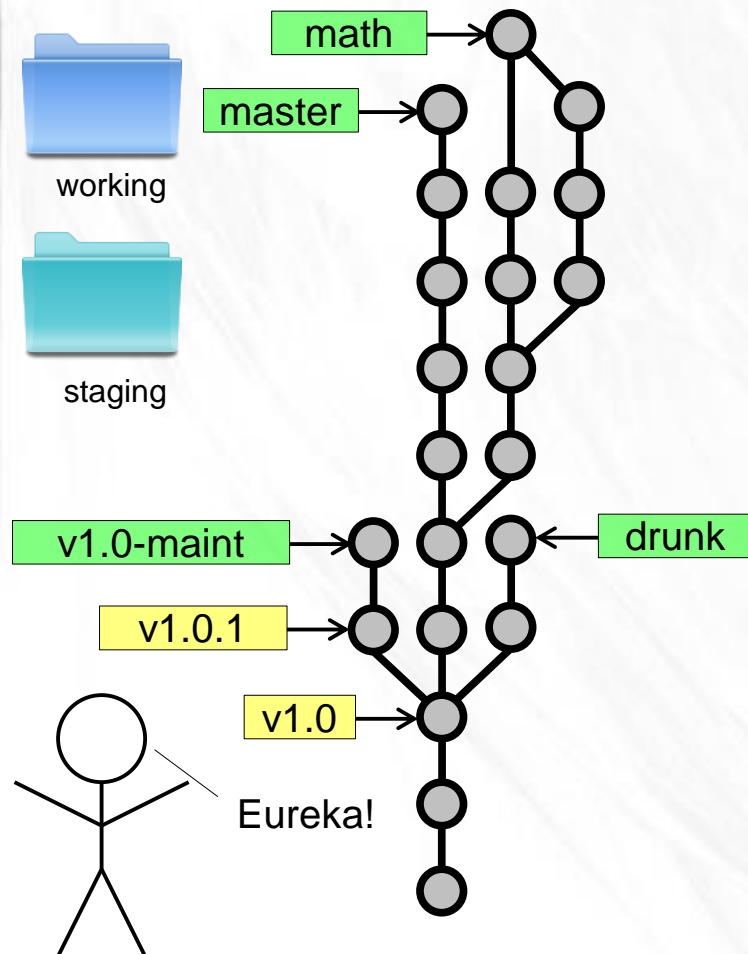 math
master
working
staging
v1.0-maint
drunk
v1.0.1
v1.0
Eureka!